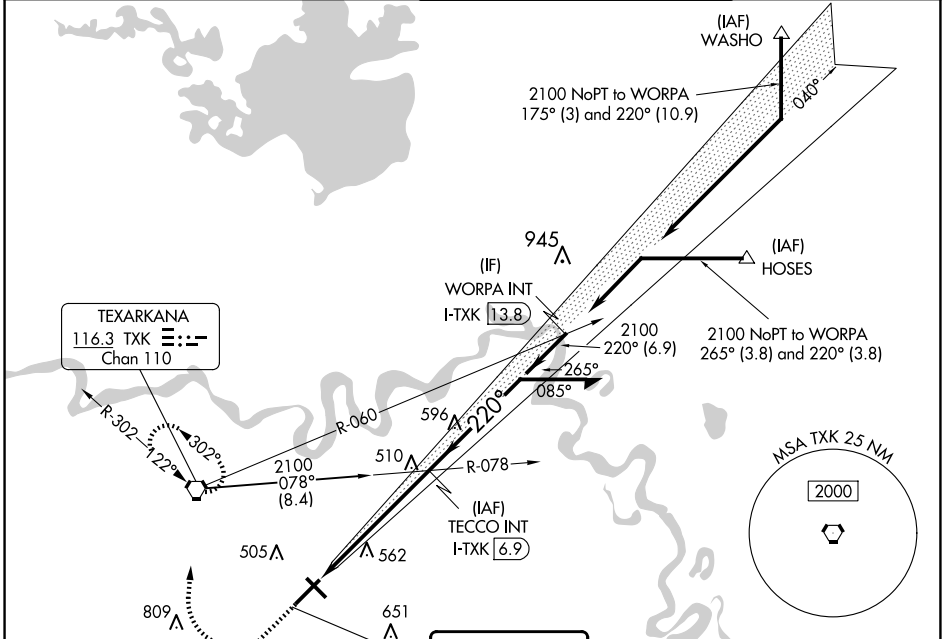 (IAF)
WASHO
2100 NoPT to WORPA
175° (3) and 220° (10.9)
040°
945
(IAF)
HOSES
(IF)
WORPA INT
I-TXK 13.8
2100
220° (6.9)
2100 NoPT to WORPA
265° (3.8) and 220° (3.8)
TEXARKANA
116.3 TXK
Chan 110
265°
085°
R-060
596
220°
R-302
302°
122°
510
R-078
2100
078°
(8.4)
(IAF)
TECCO INT
I-TXK 6.9
MSA TXK 25 NM
2000
505
562
809
651